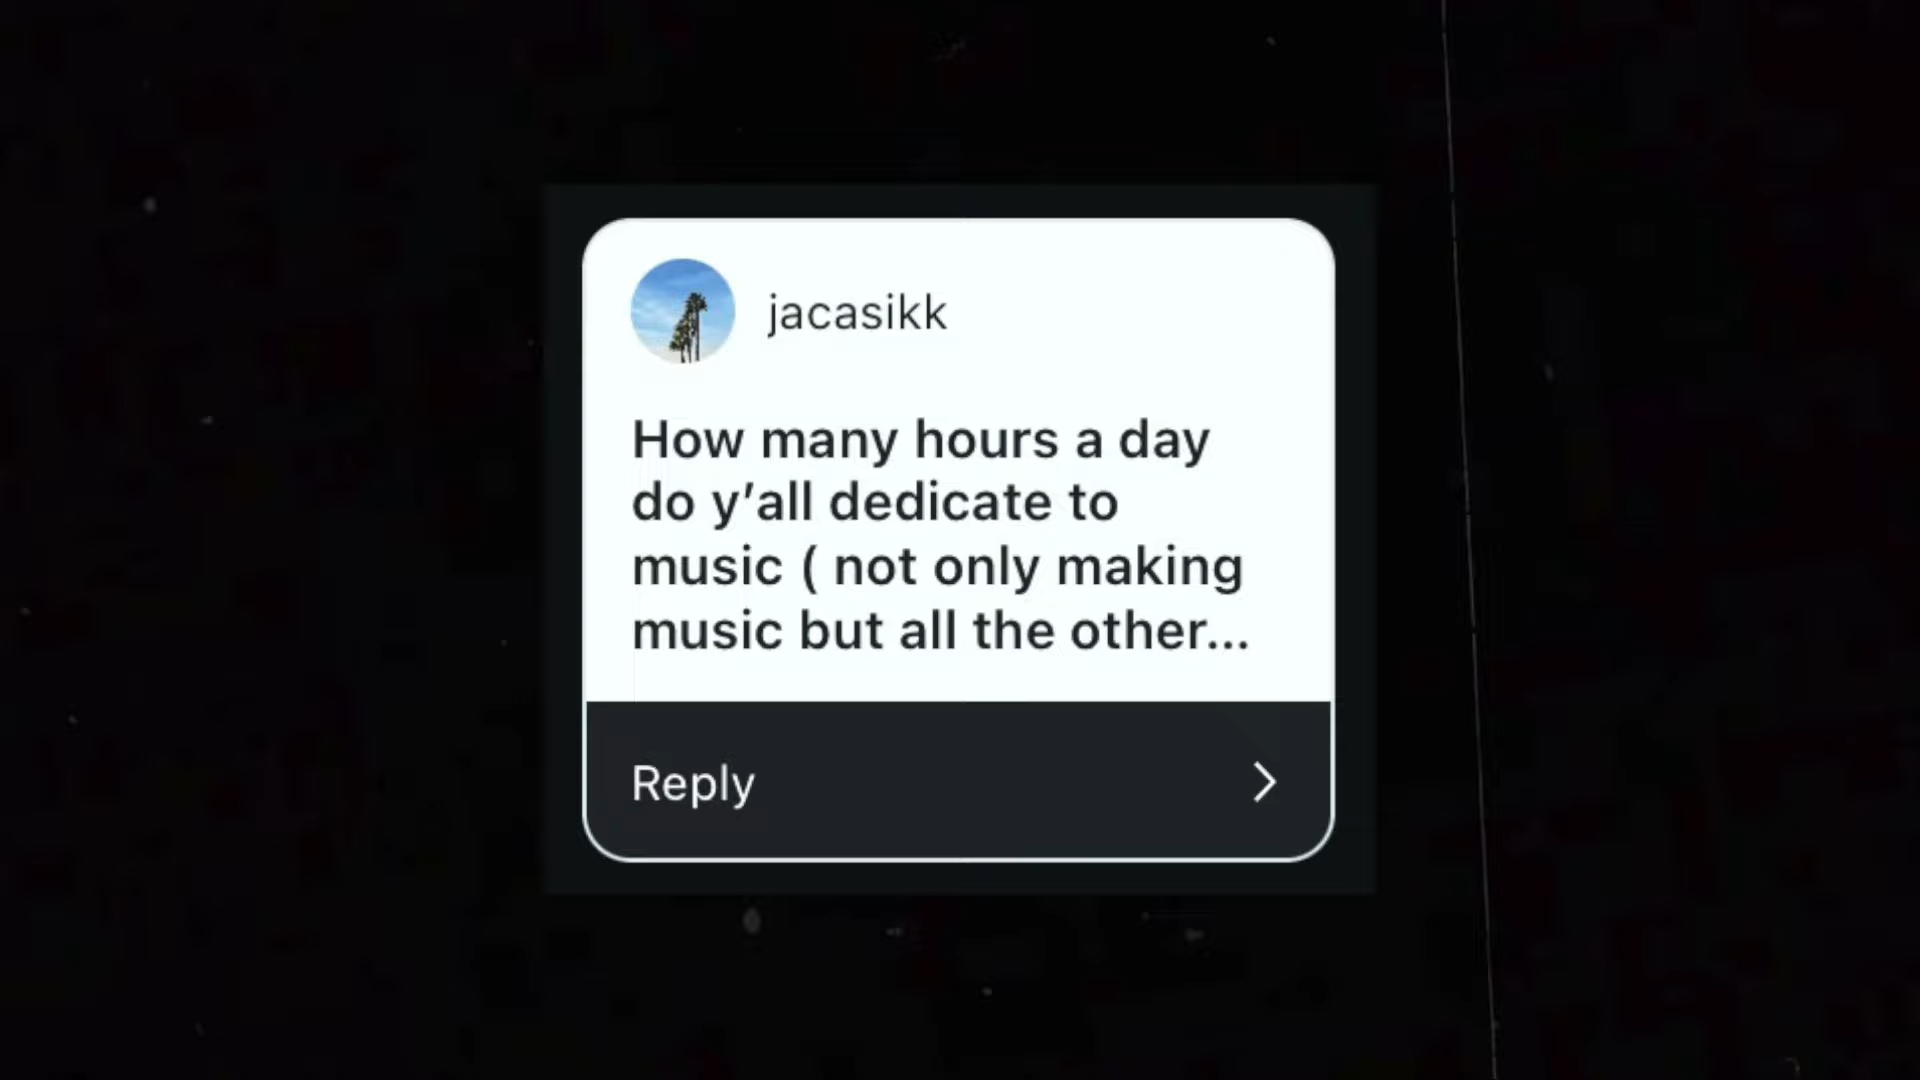 jacasikk
How many hours a day
do y’all dedicate to
music ( not only making
music but all the other...
Reply